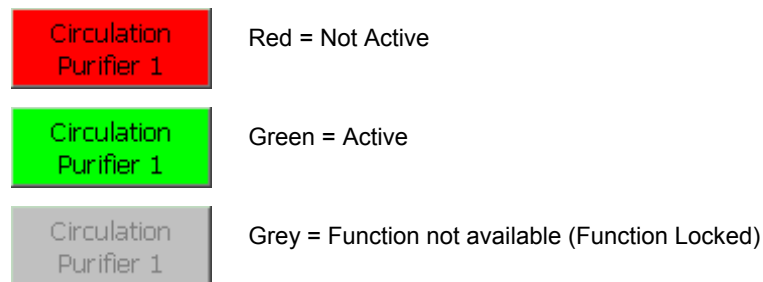 Circulation
Purifier 1
Red = Not Active
Circulation
Purifier 1
Green = Active
Circulation
Purifier 1
Grey = Function not available (Function Locked)